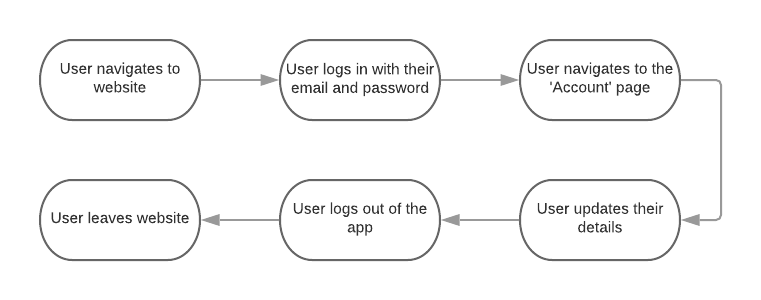 User navigates to
website
User logs in with their
email and password
User navigates to the
'Account' page
User updates their
details
User logs out of the
app
User leaves website